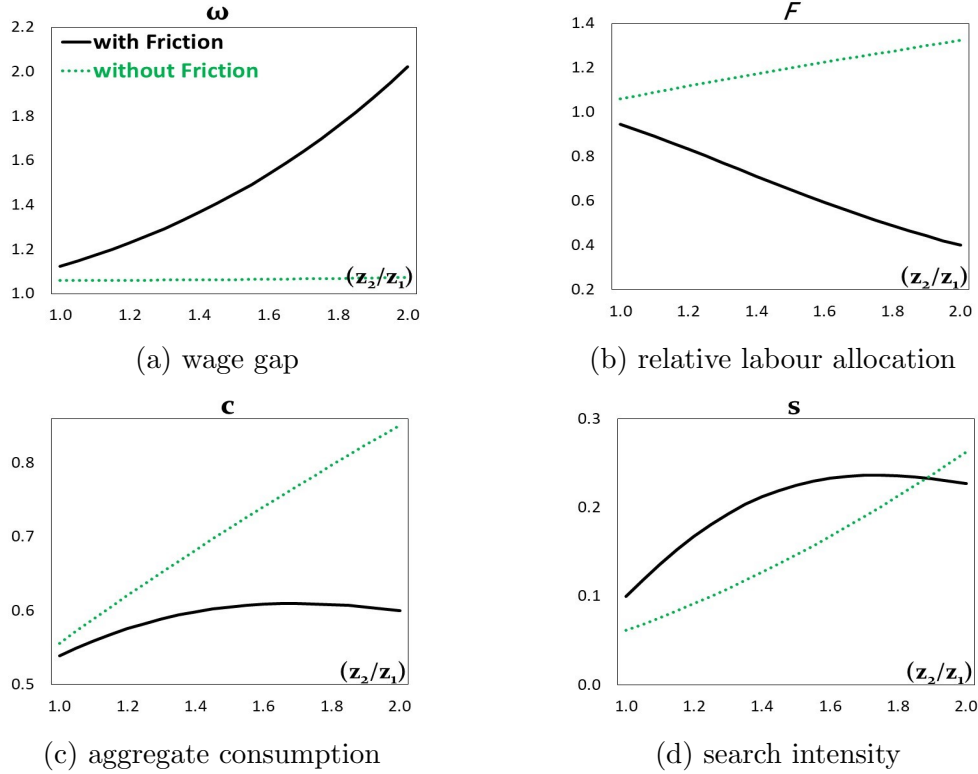 ω
2.2
with Friction
without Friction
2.0
1.8
1.6
1.4
1.2
1.0
(z₂/z₁)
1.0 1.2 1.4 1.6 1.8 2.0
(a) wage gap
F
1.4
1.2
1.0
0.8
0.6
0.4
0.2
(z₂/z₁)
1.0 1.2 1.4 1.6 1.8 2.0
(b) relative labour allocation
c
0.8
0.7
0.6
0.5
(z₂/z₁)
1.0 1.2 1.4 1.6 1.8 2.0
(c) aggregate consumption
s
0.3
0.2
0.1
0.0
(z₂/z₁)
1.0 1.2 1.4 1.6 1.8 2.0
(d) search intensity